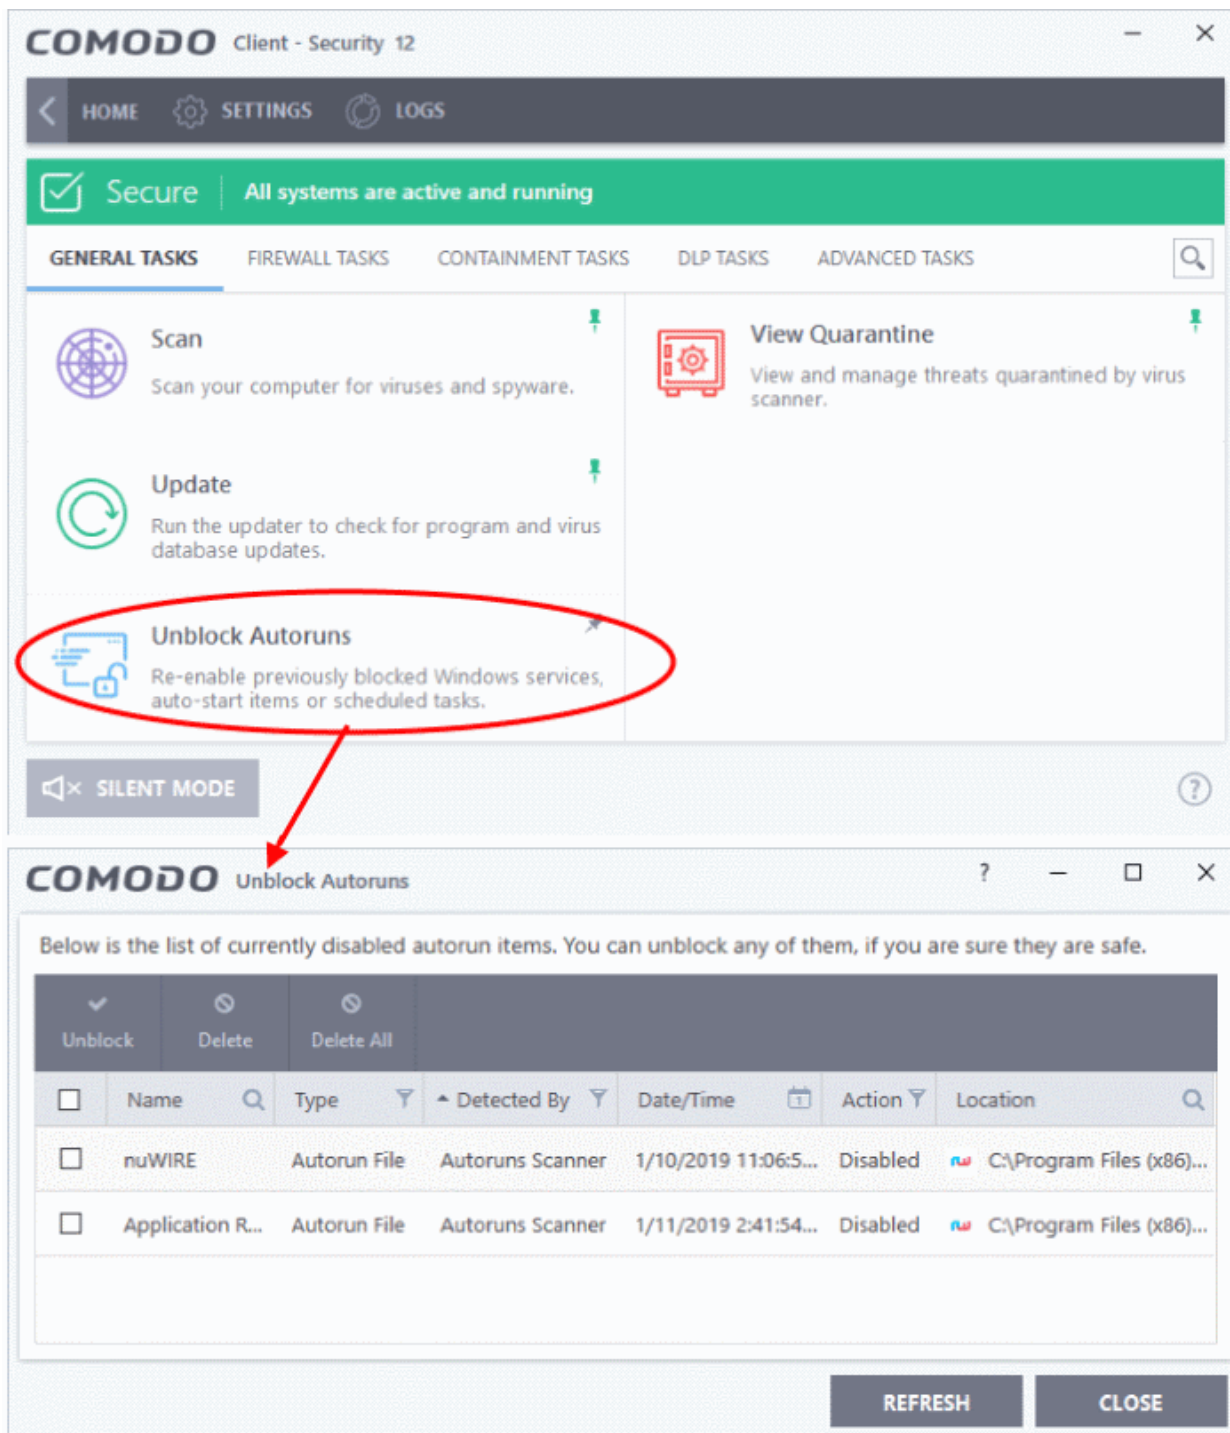 COMODO Client - Security 12
HOME SETTINGS LOGS
Secure All systems are active and running
GENERAL TASKS FIREWALL TASKS CONTAINMENT TASKS DLP TASKS ADVANCED TASKS
Scan
Scan your computer for viruses and spyware.
View Quarantine
View and manage threats quarantined by virus
scanner.
Update
Run the updater to check for program and virus
database updates.
Unblock Autoruns
Re-enable previously blocked Windows services,
auto-start items or scheduled tasks.
SILENT MODE ?
COMODO Unblock Autoruns ?
Below is the list of currently disabled autorun items. You can unblock any of them, if you are sure they are safe.
Unblock Delete Delete All
Name Type Detected By Date/Time 1 Action Location
nuWIRE Autorun File Autoruns Scanner 1/10/2019 11:06:5... Disabled C:\Program Files (x86)...
Application R... Autorun File Autoruns Scanner 1/11/2019 2:41:54... Disabled C:\Program Files (x86)...
REFRESH CLOSE